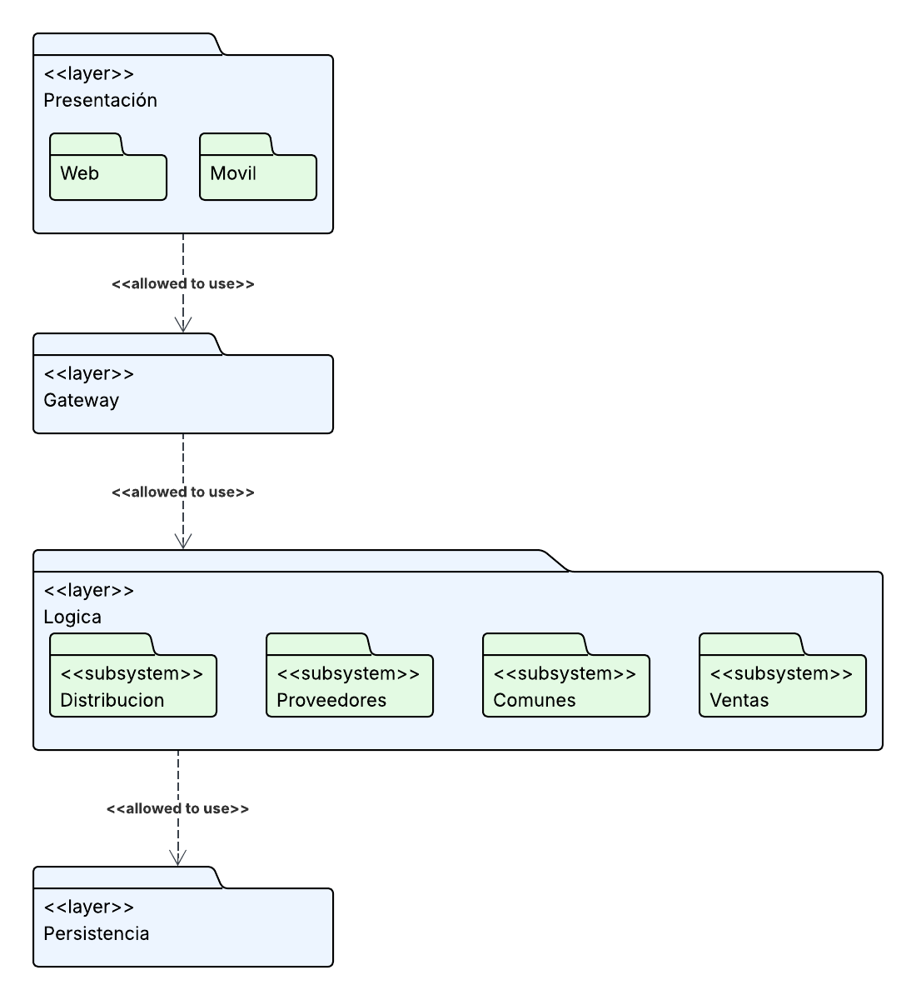 <<layer>>
Presentación
Web
Movil
<<allowed to use>>
<<layer>>
Gateway
<<allowed to use>>
<<layer>>
Logica
<<subsystem>>
Distribucion
<<subsystem>>
Proveedores
<<subsystem>>
Comunes
<<subsystem>>
Ventas
<<allowed to use>>
<<layer>>
Persistencia